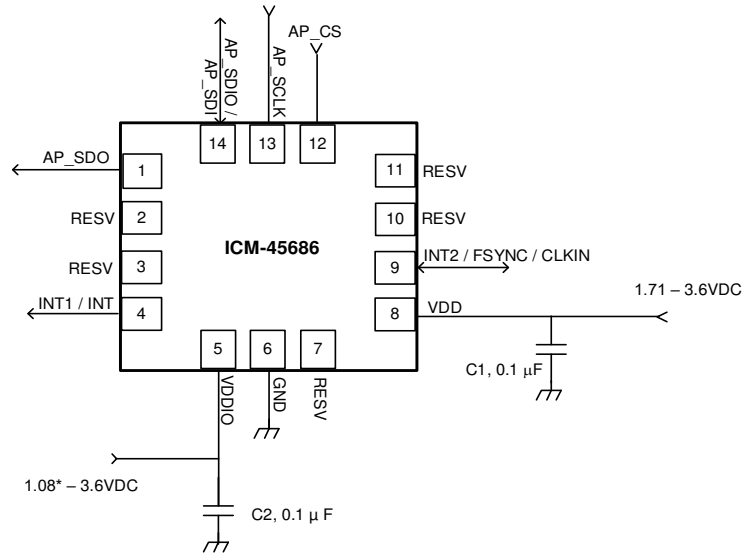 AP_SDIO /
AP_SDI
AP_SCLK
AP_CS
14
13
12
AP_SDO
1
11
RESV
RESV
2
10
RESV
ICM-45686
RESV
3
9
INT2 / FSYNC / CLKIN
INT1 / INT
4
8
VDD
1.71 – 3.6VDC
5
6
7
VDDIO
GND
RESV
C1, 0.1 µF
1.08* – 3.6VDC
C2, 0.1 µ F